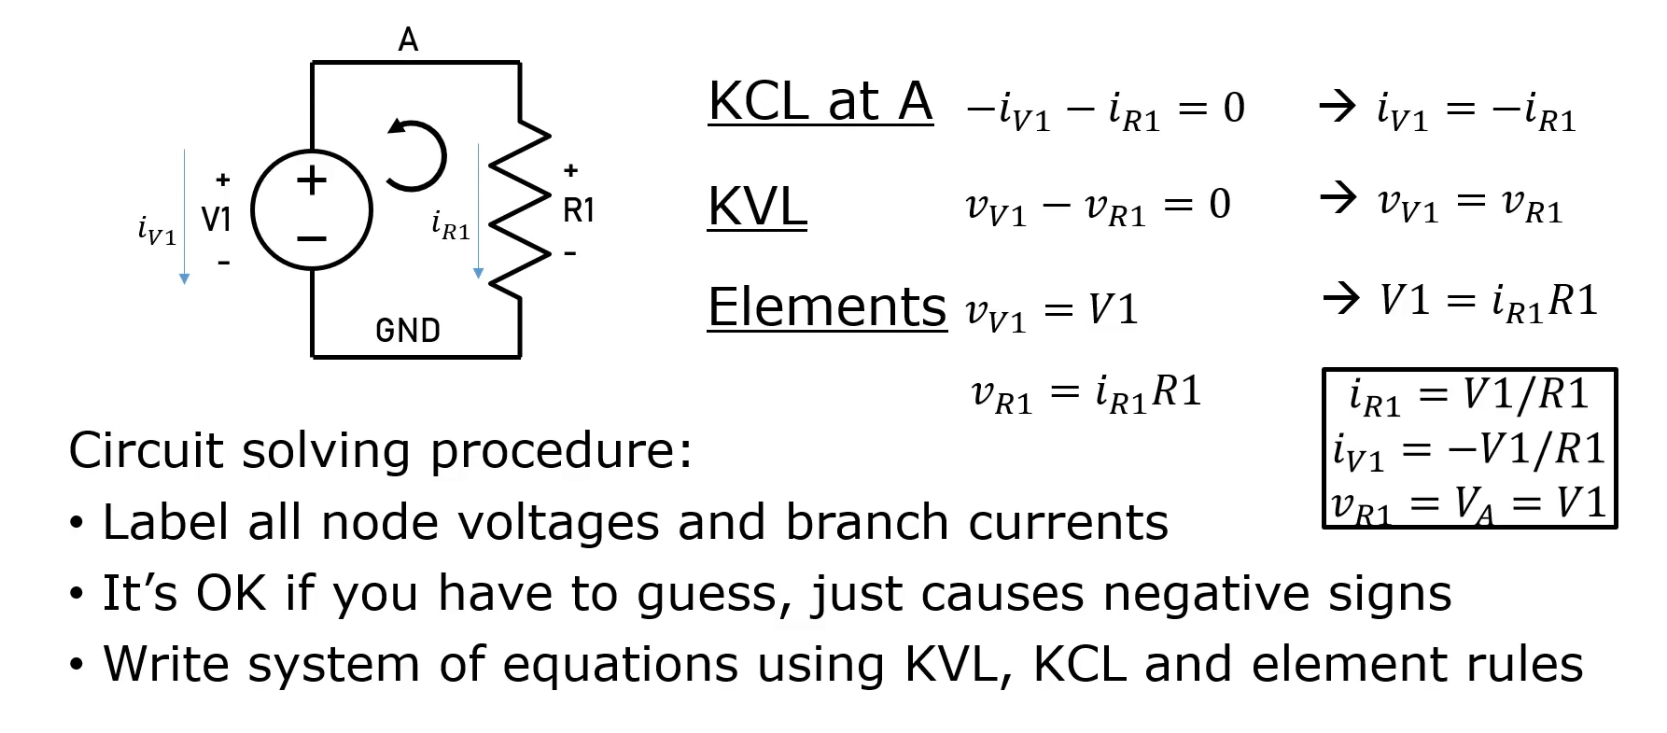 A
+
+
+
V1
R1
i_{V1}
i_{R1}
−
-
-
GND
KCL at A −i_{V1} − i_{R1} = 0 → i_{V1} = −i_{R1}
KVL v_{V1} − v_{R1} = 0 → v_{V1} = v_{R1}
Elements v_{V1} = V1 → V1 = i_{R1}R1
v_{R1} = i_{R1}R1
i_{R1} = V1/R1
i_{V1} = −V1/R1
v_{R1} = V_A = V1
Circuit solving procedure:
• Label all node voltages and branch currents
• It's OK if you have to guess, just causes negative signs
• Write system of equations using KVL, KCL and element rules